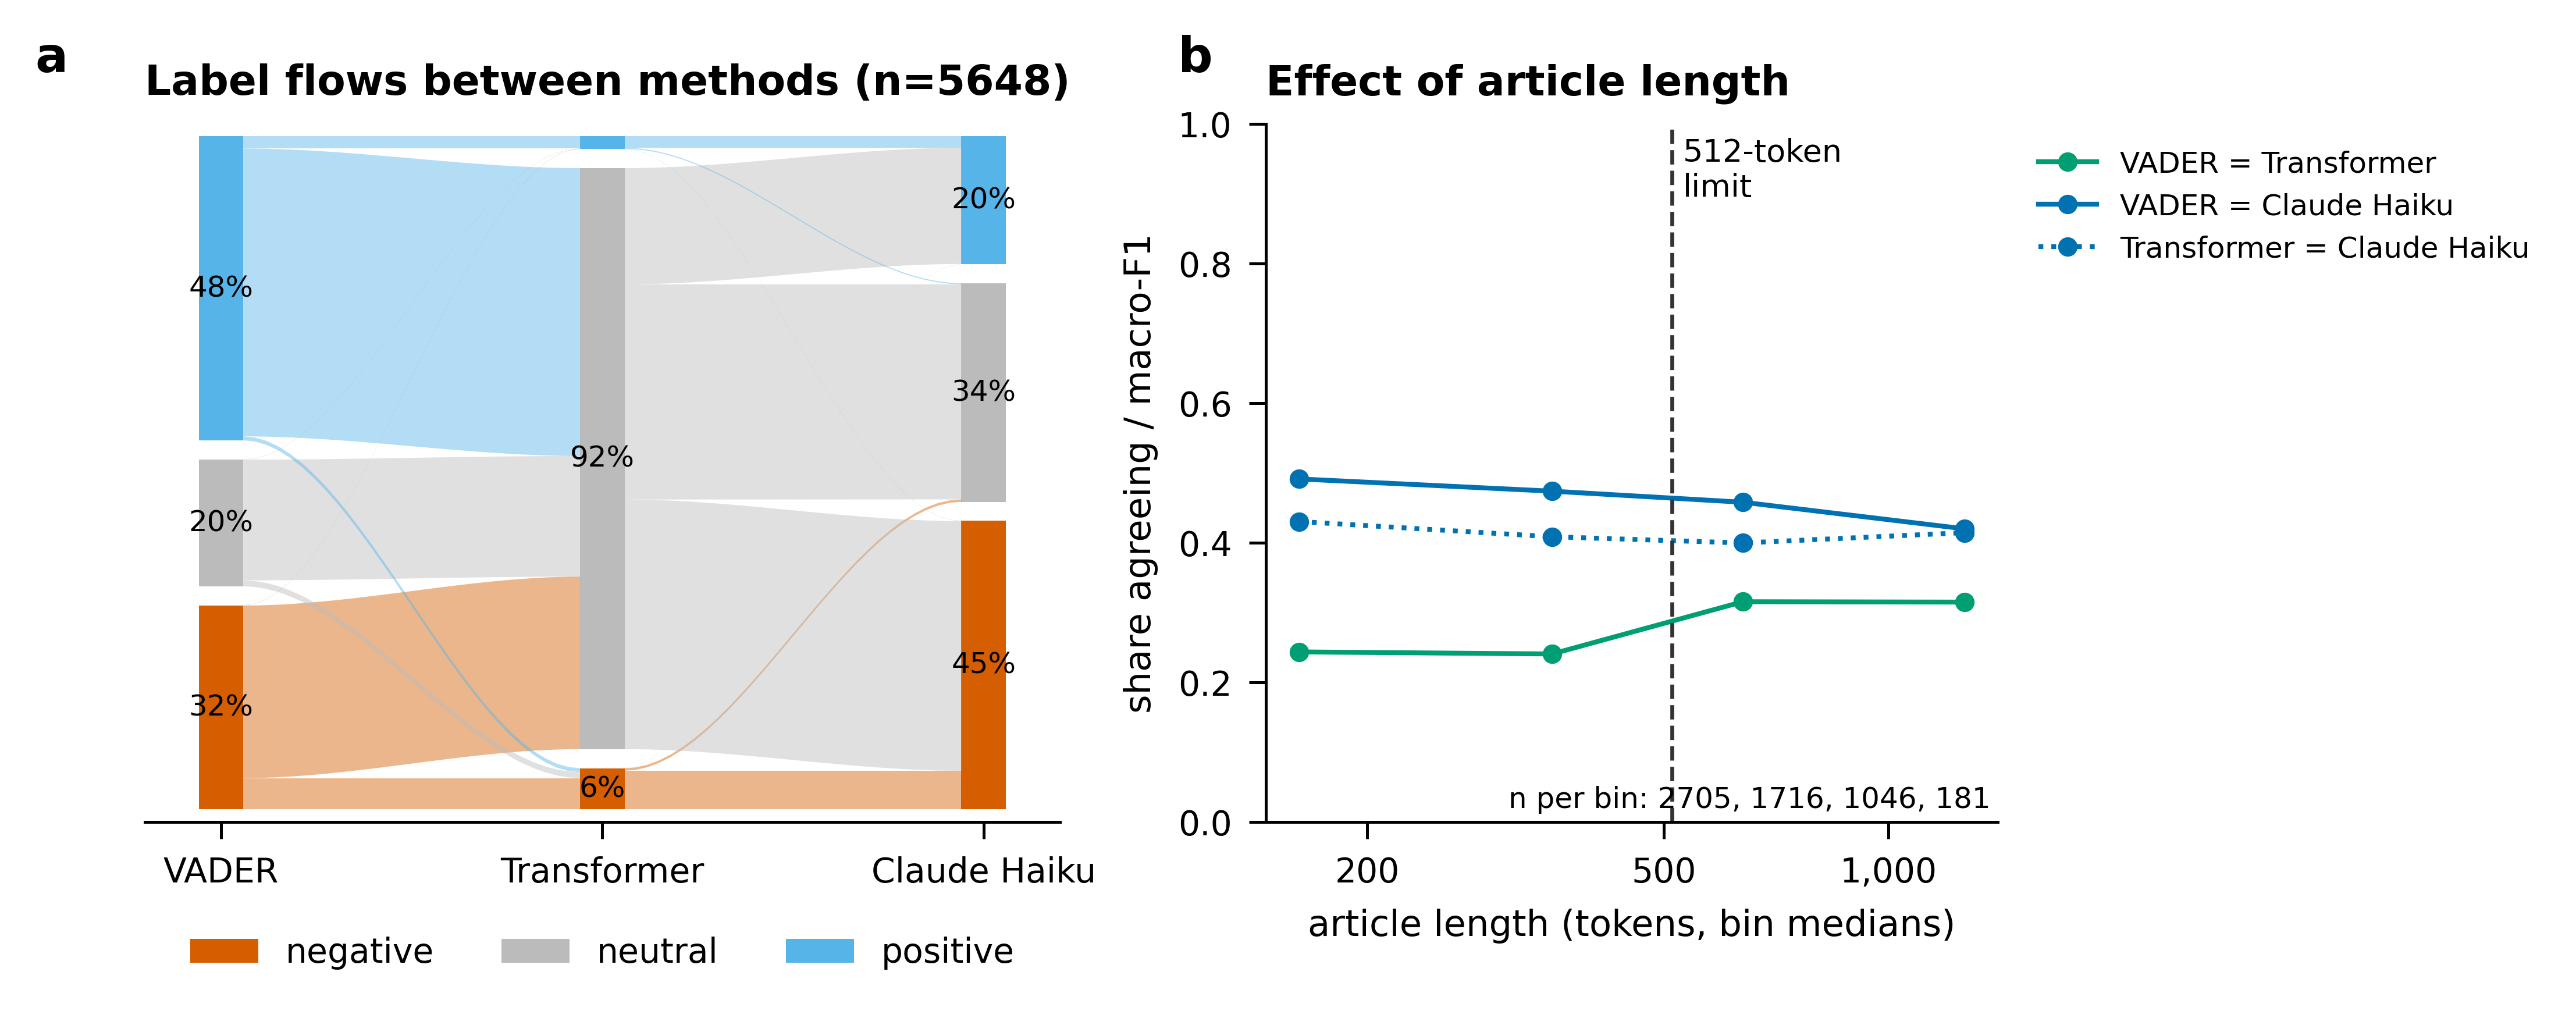 a
Label flows between methods (n=5648)
48%
20%
32%
92%
6%
20%
34%
45%
VADER
Transformer
Claude Haiku
negative
neutral
positive
b
Effect of article length
share agreeing / macro-F1
1.0
0.8
0.6
0.4
0.2
0.0
512-token
limit
n per bin: 2705, 1716, 1046, 181
200
500
1,000
article length (tokens, bin medians)
VADER = Transformer
VADER = Claude Haiku
Transformer = Claude Haiku